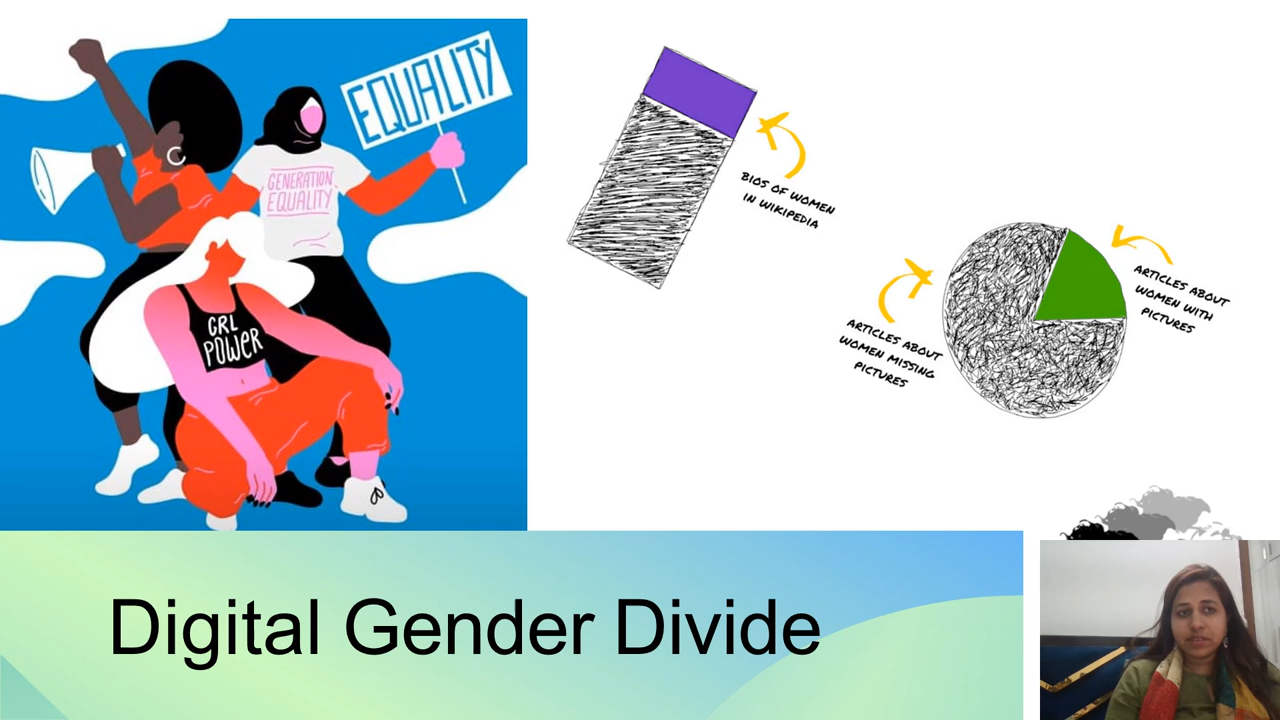 EQUALITY
GENERATION
EQUALITY
GRL
POWER
BIOS OF WOMEN
IN WIKIPEDIA
ARTICLES ABOUT
WOMEN WITH
PICTURES
ARTICLES ABOUT
WOMEN MISSING
PICTURES
Digital Gender Divide